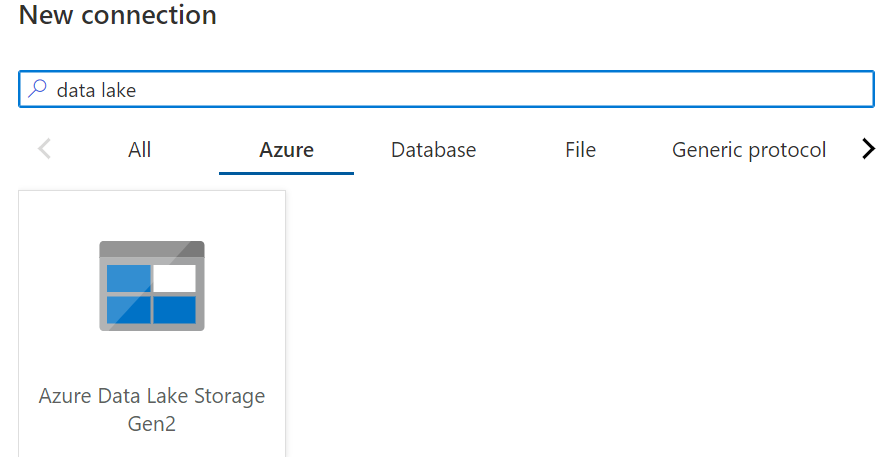 New connection
data lake
All Azure Database File Generic protocol
Azure Data Lake Storage
Gen2